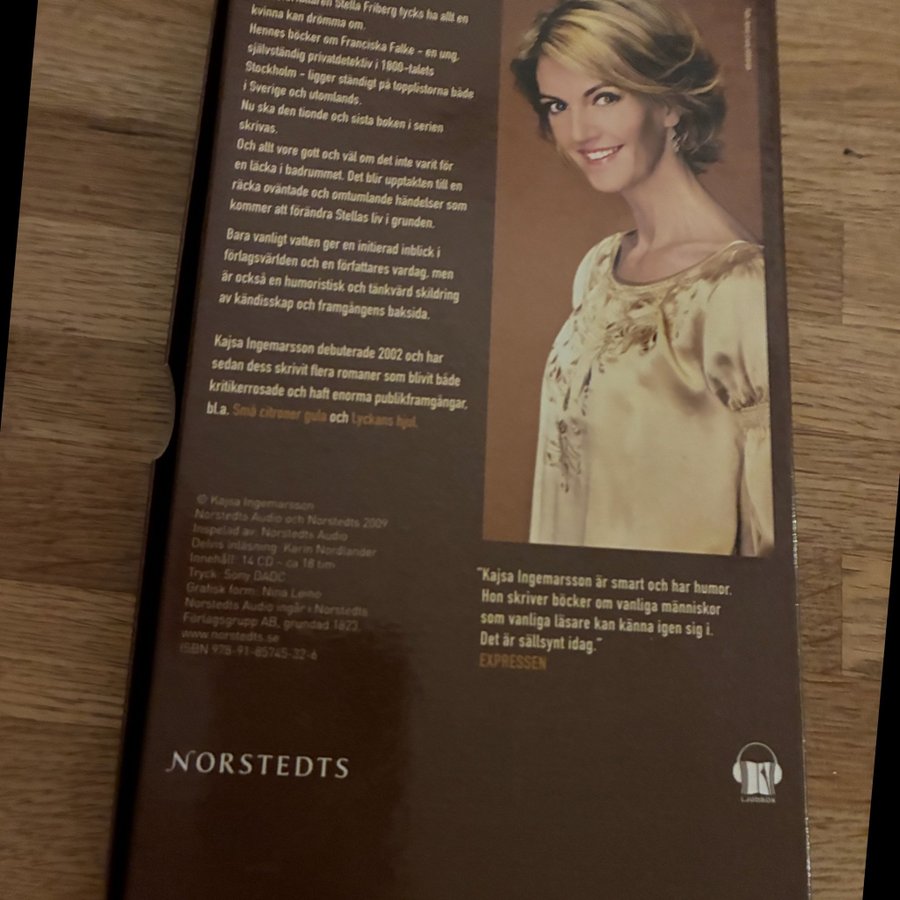 Stella Friberg tycks ha allt en
kvinna kan drömma om.
Hennes böcker om Franciska Falke – en ung,
självständig privatdetektiv i 1800-talets
Stockholm – ligger ständigt på topplistorna både
i Sverige och utomlands.
Nu ska den tionde och sista boken i serien
skrivas.
Och allt vore gott och väl om det inte varit för
en läcka i badrummet. Det blir upptakten till en
räcka oväntade och omtumlande händelser som
kommer att förändra Stellas liv i grunden.
Bara vanligt vatten ger en initierad inblick i
förlagsvärlden och en författares vardag, men
är också en humoristisk och tänkvärd skildring
av kändisskap och framgångens baksida.
Kajsa Ingemarsson debuterade 2002 och har
sedan dess skrivit flera romaner som blivit både
kritikerrosade och haft enorma publikframgångar,
bl.a. Små citroner gula och Lyckans hjul.
© Kajsa Ingemarsson
Norstedts Audio och Norstedts 2009
Inspelad av: Norstedts Audio
Delvis inläsning: Karin Nordlander
Innehåll: 14 CD – ca 18 tim
Tryck: Sony DADC
Grafisk form: Nina Leino
Norstedts Audio ingår i Norstedts
Förlagsgrupp AB, grundad 1823.
www.norstedts.se
ISBN 978-91-85745-32-6
"Kajsa Ingemarsson är smart och har humor.
Hon skriver böcker om vanliga människor
som vanliga läsare kan känna igen sig i.
Det är sällsynt idag."
EXPRESSEN
NORSTEDTS
LJUDBOK